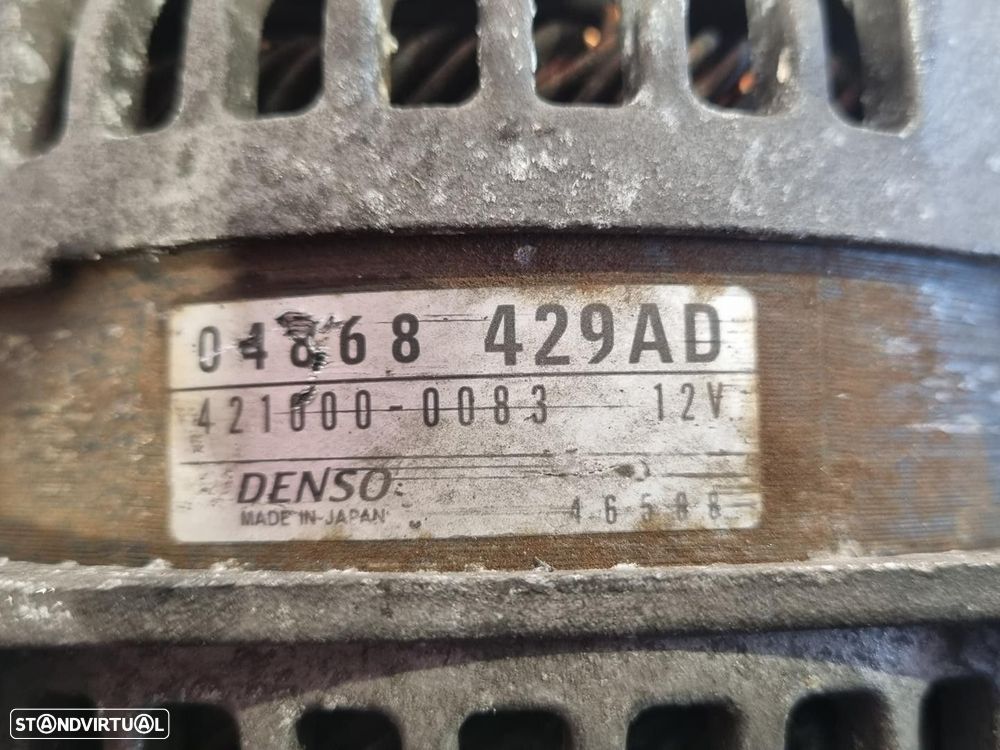 04868 429AD
421000-0083 12V
DENSO
MADE IN JAPAN 46588
STANDVIRTUAL